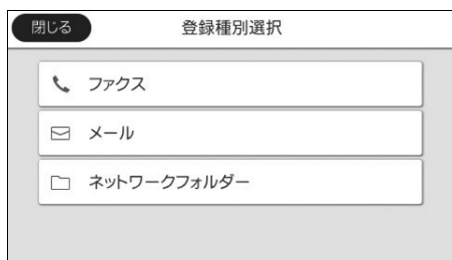 閉じる 登録種別選択
ファクス
メール
ネットワークフォルダー